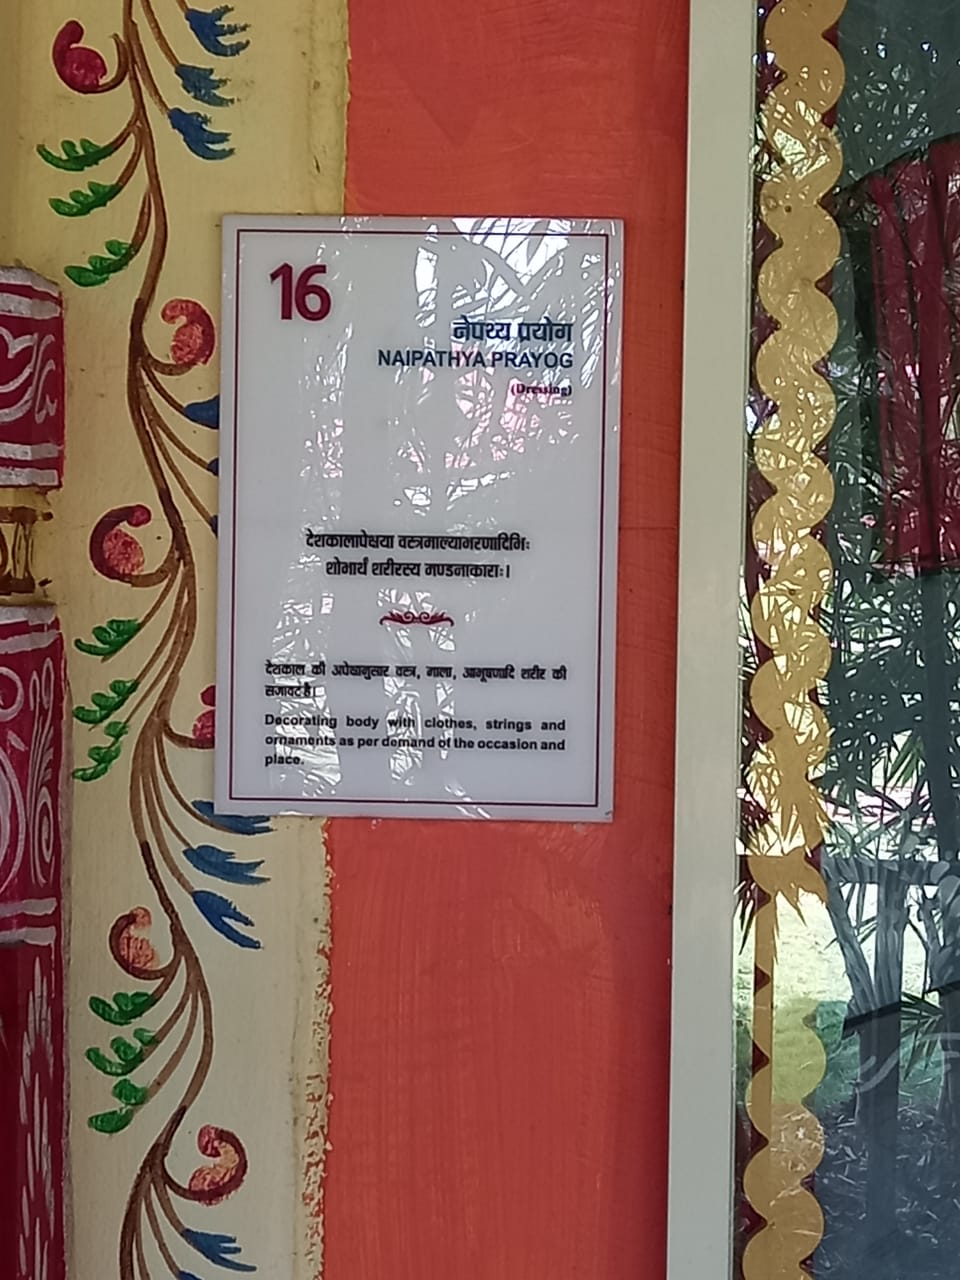 16
नेपथ्य प्रयोग
NAIPATHYA PRAYOG
(Dressing)
देशकालापेक्षया वस्त्रमाल्याभरणादिभिः
शोभार्थं शरीरस्य मण्डनाकाराः।
देशकाल की अपेक्षानुसार वस्त्र, माला, आभूषणादि शरीर की
सजावट है।
Decorating body with clothes, strings and
ornaments as per demand of the occasion and
place.